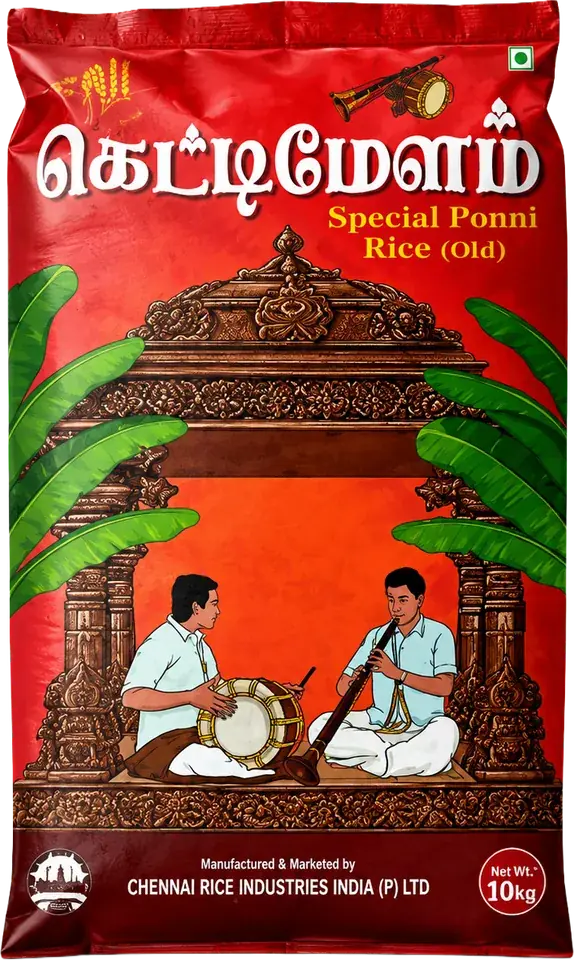 கெட்டிமேளம்
Special Ponni
Rice (Old)
Manufactured & Marketed by
CHENNAI RICE INDUSTRIES INDIA (P) LTD
Net Wt.
10kg